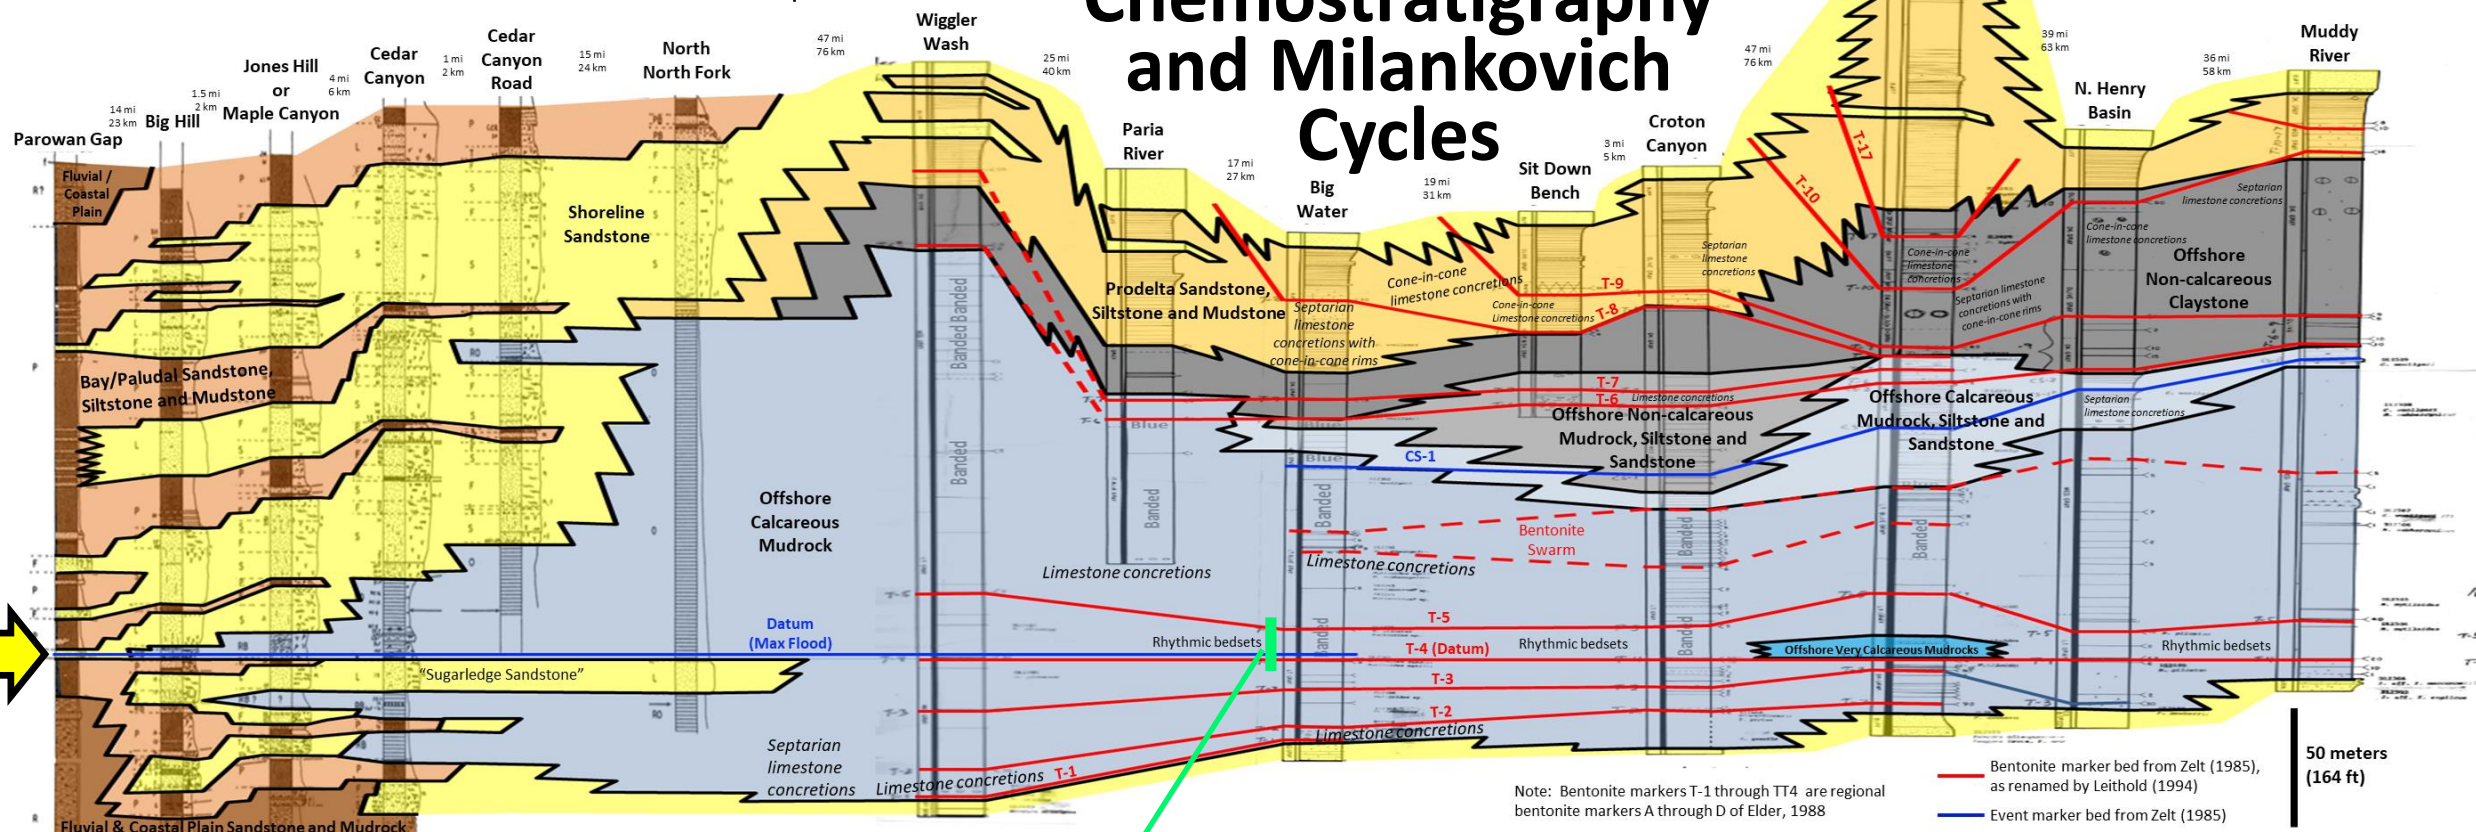 Chemostratigraphy
and Milankovich
Cycles
Parowan Gap
14 mi
23 km
Big Hill
1.5 mi
2 km
Jones Hill
or
Maple Canyon
4 mi
6 km
Cedar
Canyon
1 mi
2 km
Cedar
Canyon
Road
15 mi
24 km
North
North Fork
47 mi
76 km
Wiggler
Wash
25 mi
40 km
Paria
River
17 mi
27 km
Big
Water
19 mi
31 km
Sit Down
Bench
3 mi
5 km
Croton
Canyon
47 mi
76 km
39 mi
63 km
N. Henry
Basin
36 mi
58 km
Muddy
River
Fluvial /
Coastal
Plain
Shoreline
Sandstone
Bay/Paludal Sandstone,
Siltstone and Mudstone
Offshore
Calcareous
Mudrock
Datum
(Max Flood)
"Sugarledge Sandstone"
Septarian
limestone
concretions
Fluvial & Coastal Plain Sandstone and Mudrock
Banded Banded
Banded
Limestone concretions
T-1
Prodelta Sandstone,
Siltstone and Mudstone
Blue
Banded
Limestone concretions
Rhythmic bedsets
Septarian
limestone
concretions with
cone-in-cone rims
Cone-in-cone
limestone concretions
Cone-in-cone
Limestone concretions
Septarian
limestone
concretions
T-9
T-8
T-10
T-17
T-7
T-6
Limestone concretions
Offshore Non-calcareous
Mudrock, Siltstone and
Sandstone
Blue
Blue
CS-1
Banded
Bentonite
Swarm
Limestone concretions
Banded
Banded
T-5
T-4 (Datum)
Rhythmic bedsets
T-3
T-2
Limestone concretions
Banded
Cone-in-cone
limestone
concretions
Septarian limestone
concretions with
cone-in-cone rims
Offshore Calcareous
Mudrock, Siltstone and
Sandstone
Banded
Offshore Very Calcareous Mudrocks
Cone-in-cone
limestone concretions
Septarian
limestone concretions
Offshore
Non-calcareous
Claystone
Septarian
limestone concretions
Rhythmic bedsets
Note: Bentonite markers T-1 through TT4 are regional
bentonite markers A through D of Elder, 1988
Bentonite marker bed from Zelt (1985),
as renamed by Leithold (1994)
Event marker bed from Zelt (1985)
50 meters
(164 ft)